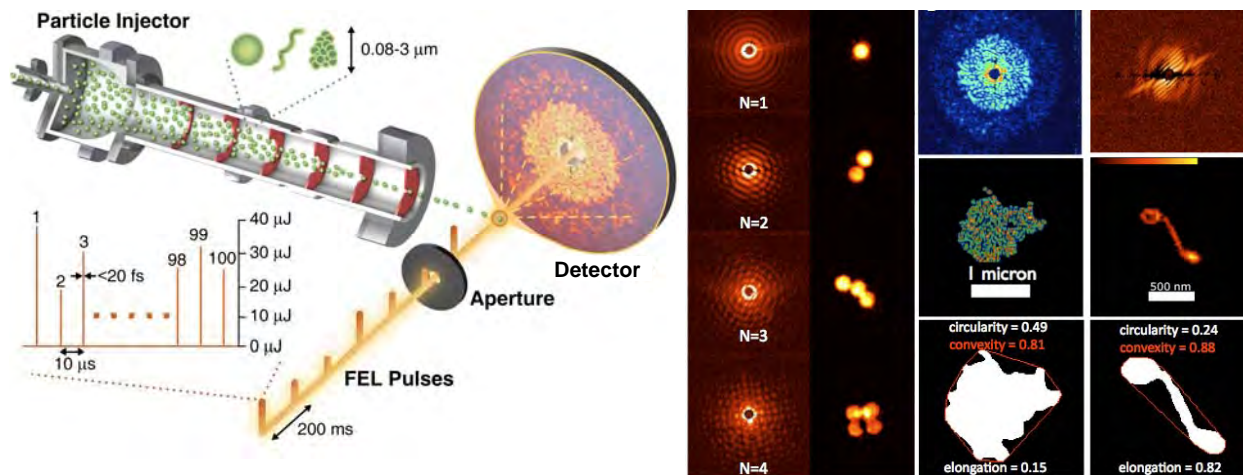 Particle Injector
0.08-3 μm
1
2
3
<20 fs
98
99
100
40 μJ
30 μJ
20 μJ
10 μJ
0 μJ
10 μs
Detector
Aperture
FEL Pulses
200 ms
N=1
N=2
N=3
N=4
1 micron
500 nm
circularity = 0.49
convexity = 0.81
elongation = 0.15
circularity = 0.24
convexity = 0.88
elongation = 0.82